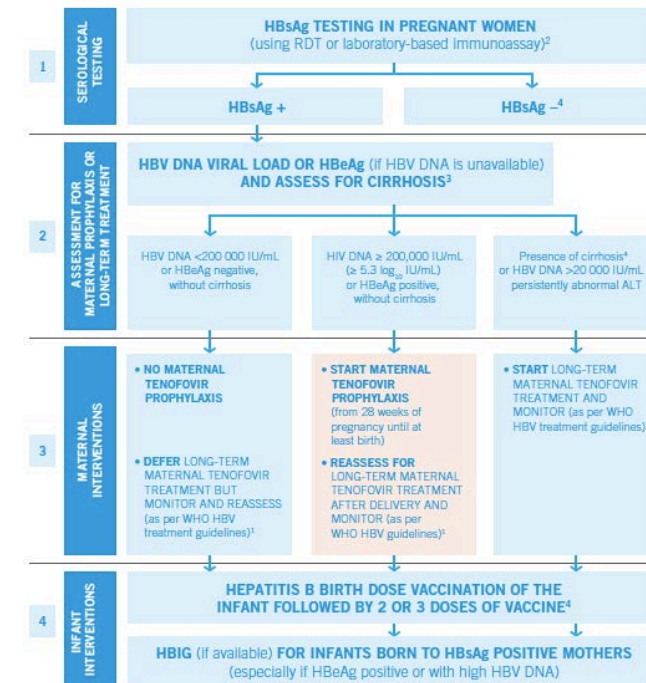 1
SEROLOGICAL
TESTING
HBsAg TESTING IN PREGNANT WOMEN
(using RDT or laboratory-based immunoassay)²
HBsAg +
HBsAg –⁴
2
ASSESSMENT FOR
MATERNAL PROPHYLAXIS OR
LONG-TERM TREATMENT
HBV DNA VIRAL LOAD OR HBeAg (if HBV DNA is unavailable)
AND ASSESS FOR CIRRHOSIS³
HBV DNA <200 000 IU/mL
or HBeAg negative,
without cirrhosis
HIV DNA ≥ 200,000 IU/mL
(≥ 5.3 log₁₀ IU/mL)
or HBeAg positive,
without cirrhosis
Presence of cirrhosis⁴
or HBV DNA >20 000 IU/mL
persistently abnormal ALT
3
MATERNAL
INTERVENTIONS
• NO MATERNAL
TENOFOVIR
PROPHYLAXIS
• DEFER LONG-TERM
MATERNAL TENOFOVIR
TREATMENT BUT
MONITOR AND REASSESS
(as per WHO HBV
treatment guidelines)¹
• START MATERNAL
TENOFOVIR
PROPHYLAXIS
(from 28 weeks of
pregnancy until at
least birth)
• REASSESS FOR
LONG-TERM MATERNAL
TENOFOVIR TREATMENT
AFTER DELIVERY AND
MONITOR (as per
WHO HBV guidelines)¹
• START LONG-TERM
MATERNAL TENOFOVIR
TREATMENT AND
MONITOR (as per WHO
HBV treatment guidelines)
4
INFANT
INTERVENTIONS
HEPATITIS B BIRTH DOSE VACCINATION OF THE
INFANT FOLLOWED BY 2 OR 3 DOSES OF VACCINE⁴
HBIG (if available) FOR INFANTS BORN TO HBsAg POSITIVE MOTHERS
(especially if HBeAg positive or with high HBV DNA)